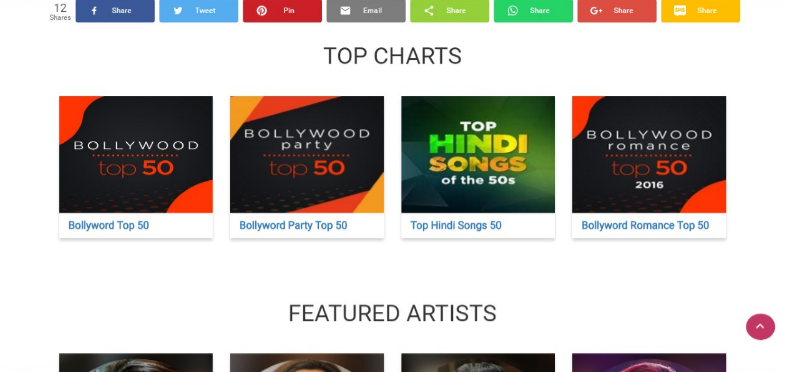 12
Shares
Share
Tweet
Pin
Email
Share
Share
G+ Share
SMS Share
TOP CHARTS
BOLLYWOOD
top 50
Bollyword Top 50
BOLLYWOOD
party
top 50
Bollyword Party Top 50
TOP
HINDI
SONGS
of the 50s
Top Hindi Songs 50
BOLLYWOOD
romance
top 50
2016
Bollyword Romance Top 50
FEATURED ARTISTS